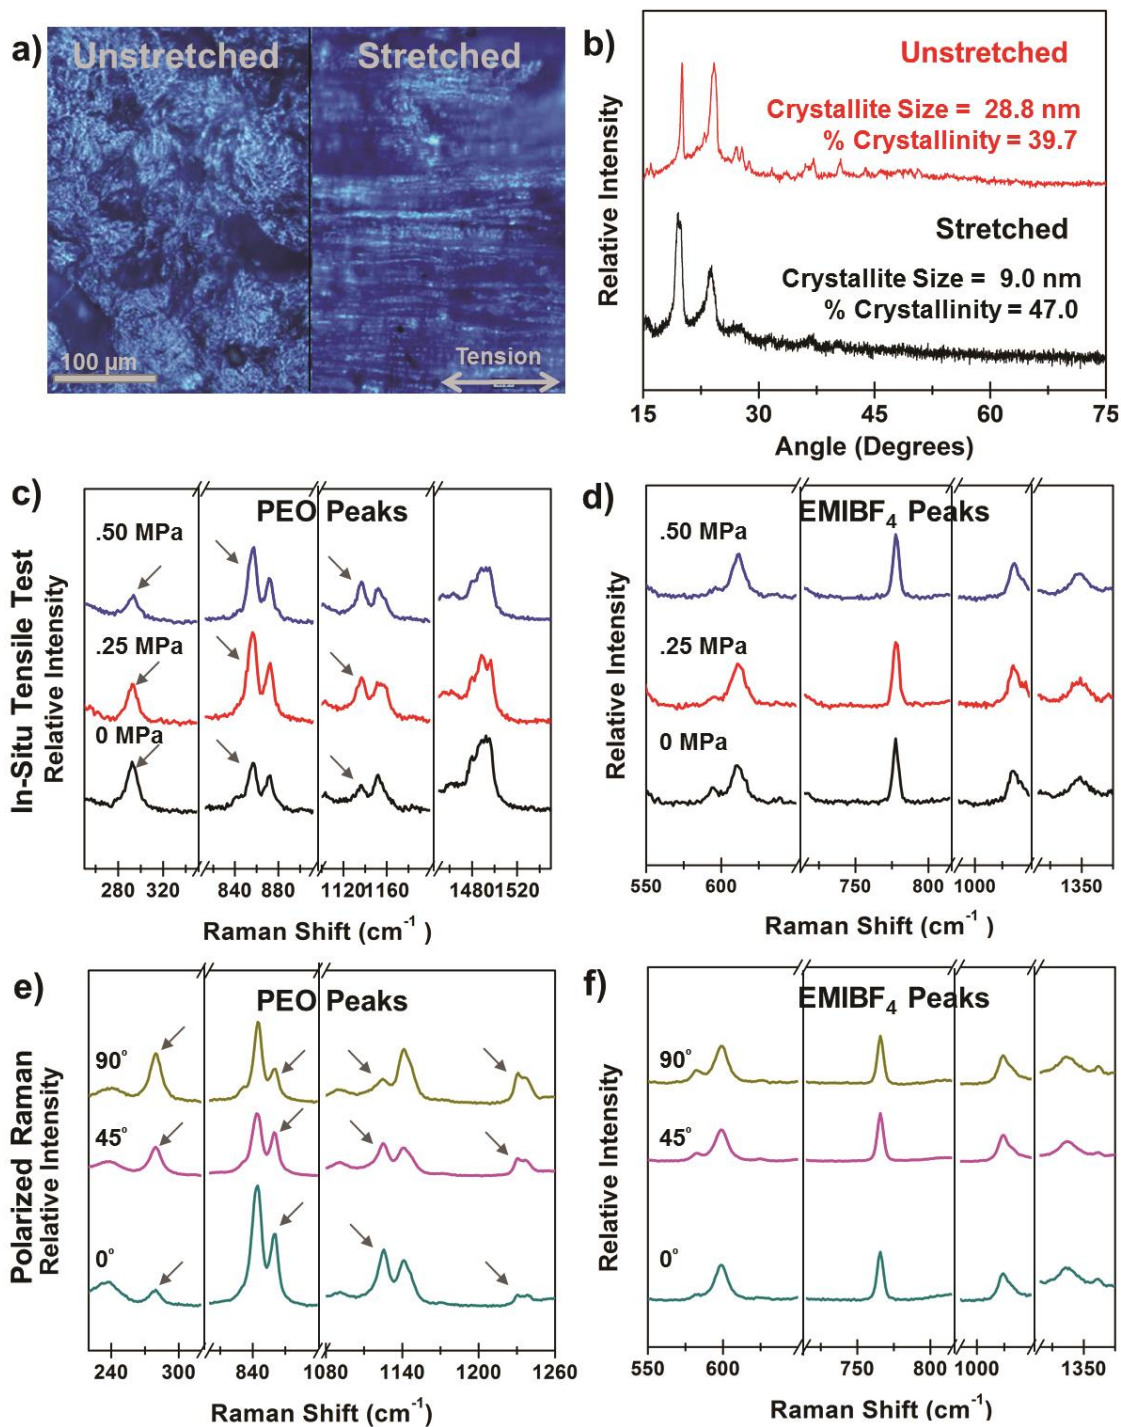 a)
Unstretched
Stretched
100 µm
Tension
b)
Relative Intensity
Unstretched
Crystallite Size = 28.8 nm
% Crystallinity = 39.7
Stretched
Crystallite Size = 9.0 nm
% Crystallinity = 47.0
15 30 45 60 75
Angle (Degrees)
c)
In-Situ Tensile Test
Relative Intensity
PEO Peaks
.50 MPa
.25 MPa
0 MPa
280 320 840 880 1120 1160 1480 1520
Raman Shift (cm⁻¹ )
d)
Relative Intensity
EMIBF₄ Peaks
.50 MPa
.25 MPa
0 MPa
550 600 750 800 1000 1350
Raman Shift (cm⁻¹ )
e)
Polarized Raman
Relative Intensity
PEO Peaks
90°
45°
0°
240 300 840 1080 1140 1200 1260
Raman Shift (cm⁻¹)
f)
Relative Intensity
EMIBF₄ Peaks
90°
45°
0°
550 600 750 800 1000 1350
Raman Shift (cm⁻¹)